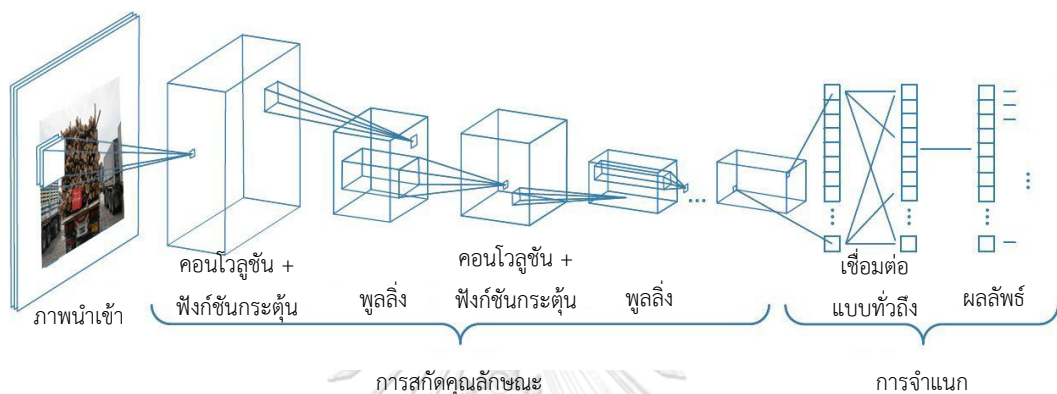 ภาพนำเข้า
คอนโวลูชัน +
ฟังก์ชันกระตุ้น
พูลลิ่ง
คอนโวลูชัน +
ฟังก์ชันกระตุ้น
พูลลิ่ง
...
เชื่อมต่อ
แบบทั่วถึง
ผลลัพธ์
การสกัดคุณลักษณะ
การจำแนก